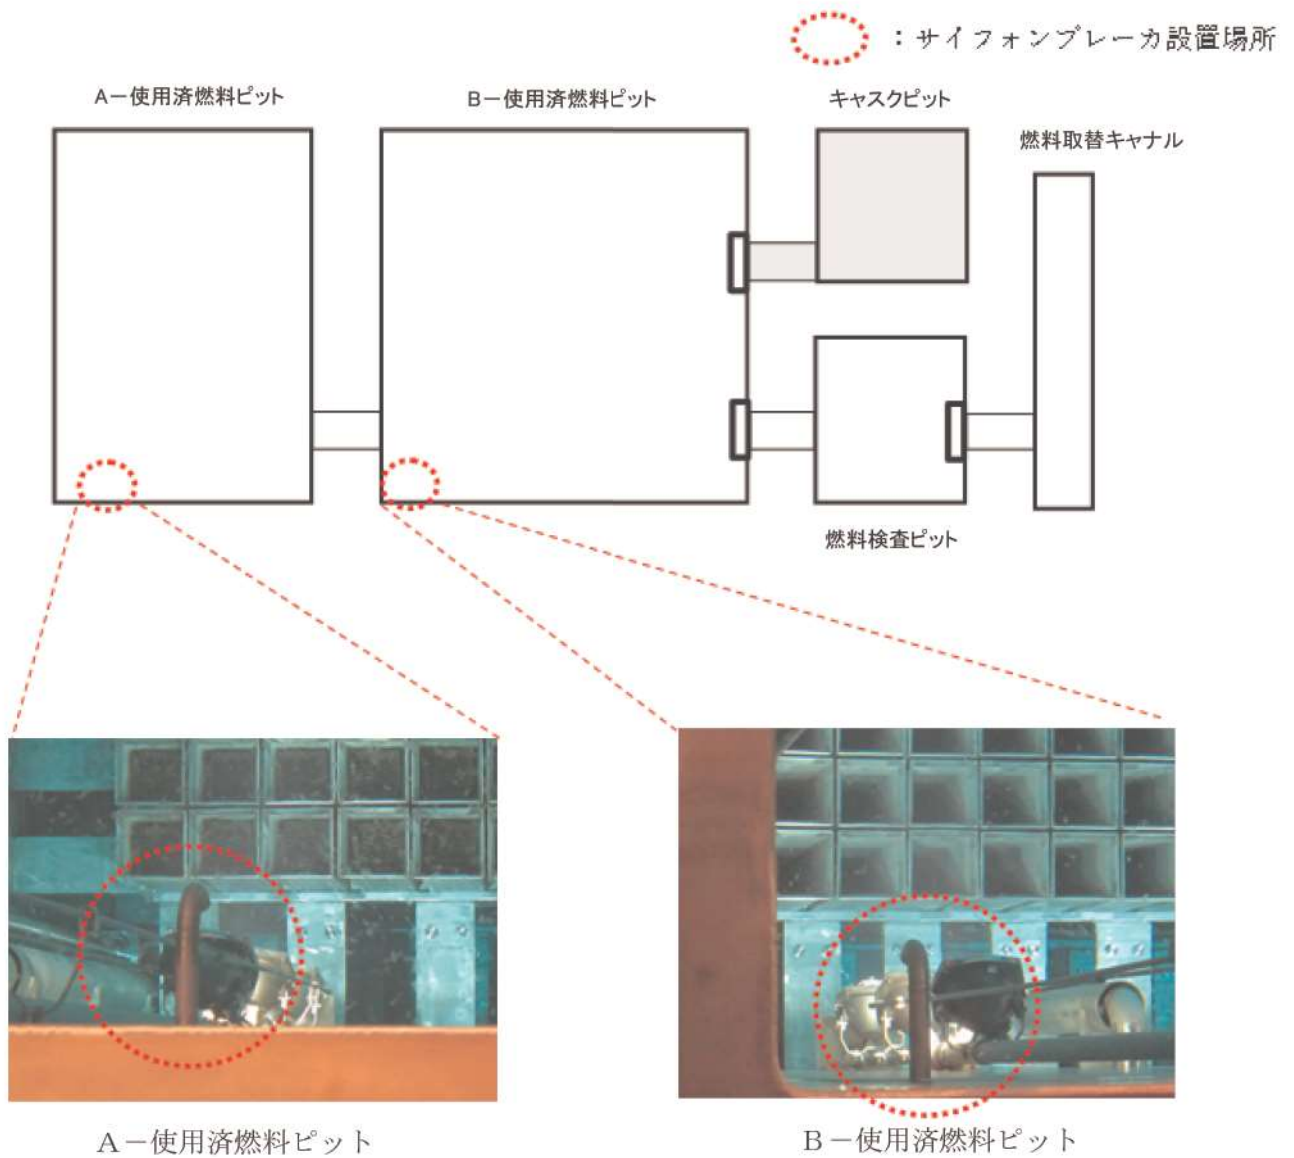 ：サイフォンブレーカ設置場所
A－使用済燃料ピット
B－使用済燃料ピット
キャスクピット
燃料取替キャナル
燃料検査ピット
A－使用済燃料ピット
B－使用済燃料ピット